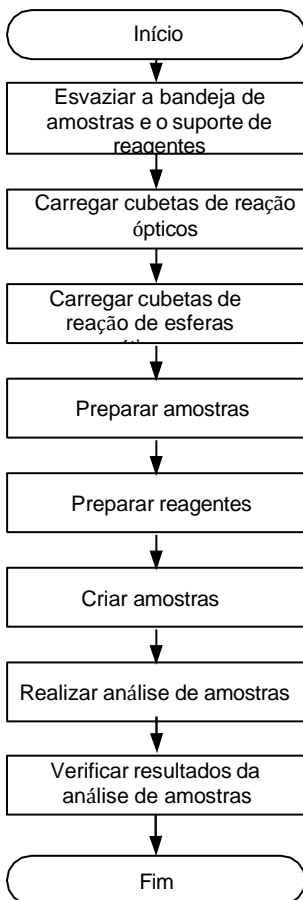 Início
Esvaziar a bandeja de
amostras e o suporte de
reagentes
Carregar cubetas de reação
ópticos
Carregar cubetas de
reação de esferas
Preparar amostras
Preparar reagentes
Criar amostras
Realizar análise de amostras
Verificar resultados da
análise de amostras
Fim